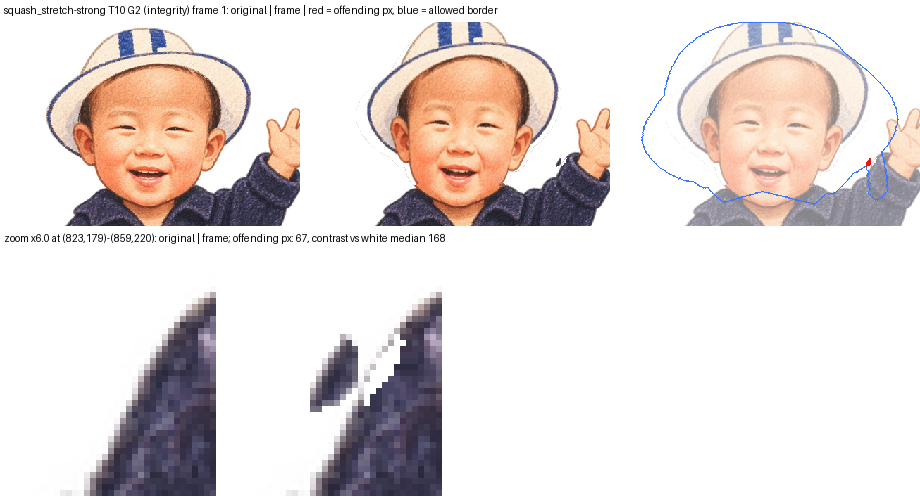 squash_stretch-strong T10 G2 (integrity) frame 1: original | frame | red = offending px, blue = allowed border
zoom x6.0 at (823,179)-(859,220): original | frame; offending px: 67, contrast vs white median 168